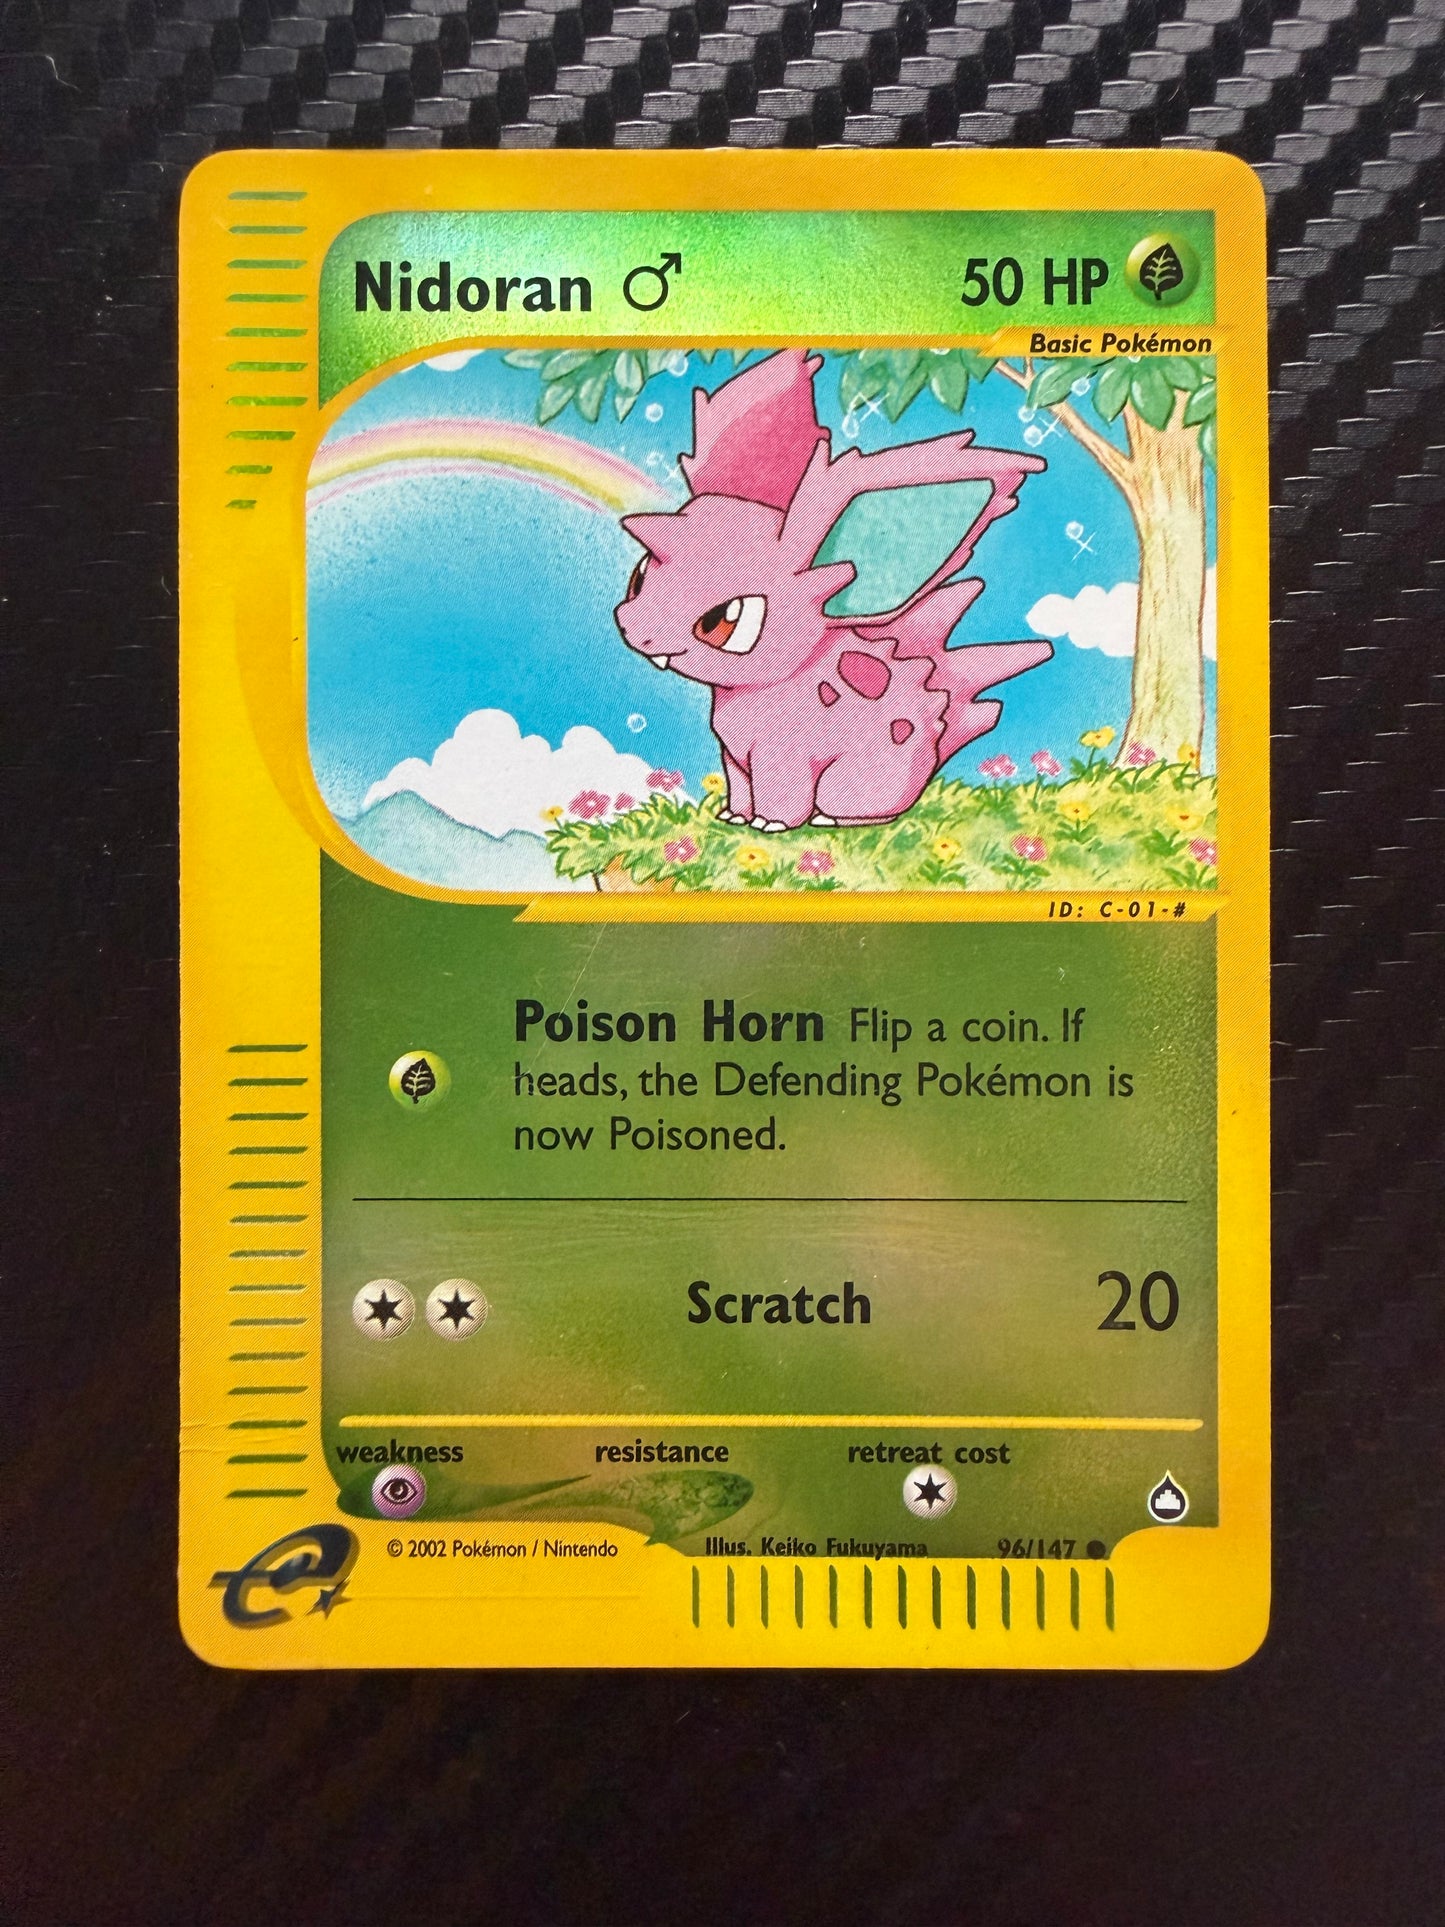 Nidoran ♂ 50 HP
Basic Pokémon
ID: C-01-#
Poison Horn Flip a coin. If
heads, the Defending Pokémon is
now Poisoned.
Scratch 20
weakness resistance retreat cost
© 2002 Pokémon / Nintendo Illus. Keiko Fukuyama 96/147
e